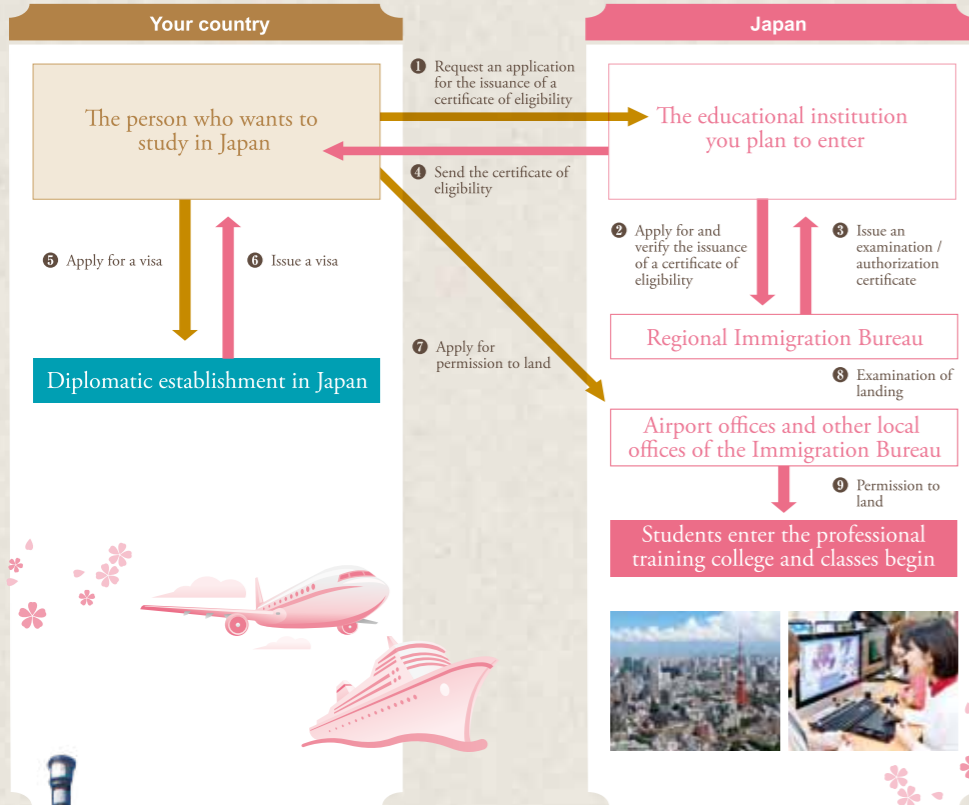 Your country
Japan
❶ Request an application
for the issuance of a
certificate of eligibility
The person who wants to
study in Japan
The educational institution
you plan to enter
❹ Send the certificate of
eligibility
❺ Apply for a visa
❻ Issue a visa
❷ Apply for and
verify the issuance
of a certificate of
eligibility
❸ Issue an
examination /
authorization
certificate
❼ Apply for
permission to land
Regional Immigration Bureau
Diplomatic establishment in Japan
❽ Examination of
landing
Airport offices and other local
offices of the Immigration Bureau
❾ Permission to
land
Students enter the professional
training college and classes begin